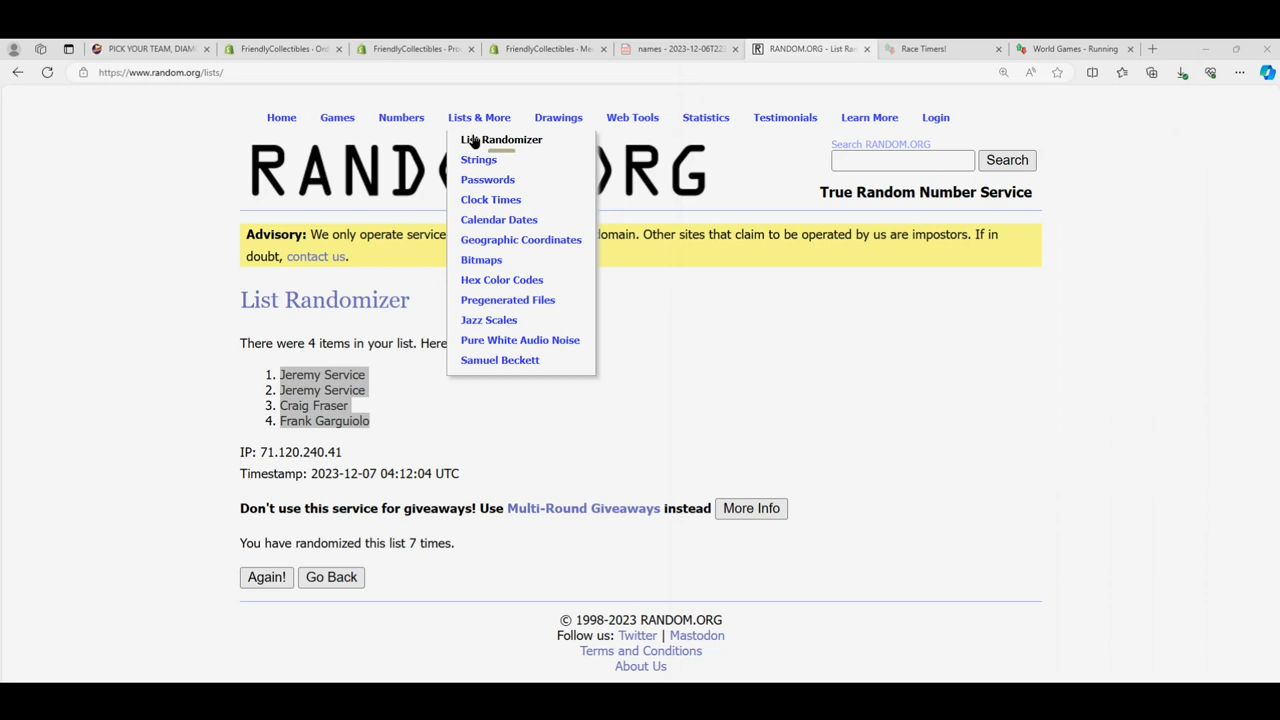 PICK YOUR TEAM, DIAM
FriendlyCollectibles · Ord
FriendlyCollectibles · Pro
FriendlyCollectibles · Me
names - 2023-12-06T22
RANDOM.ORG - List Ran
Race Timers!
World Games - Running
https://www.random.org/lists/
Home Games Numbers Lists & More Drawings Web Tools Statistics Testimonials Learn More Login
List Randomizer
Strings
Passwords
Clock Times
Calendar Dates
Geographic Coordinates
Bitmaps
Hex Color Codes
Pregenerated Files
Jazz Scales
Pure White Audio Noise
Samuel Beckett
RAND ORG
Search RANDOM.ORG
Search
True Random Number Service
Advisory: We only operate service omain. Other sites that claim to be operated by us are impostors. If in
doubt, contact us.
List Randomizer
There were 4 items in your list. Here
1. Jeremy Service
2. Jeremy Service
3. Craig Fraser
4. Frank Garguiolo
IP: 71.120.240.41
Timestamp: 2023-12-07 04:12:04 UTC
Don't use this service for giveaways! Use Multi-Round Giveaways instead More Info
You have randomized this list 7 times.
Again! Go Back
© 1998-2023 RANDOM.ORG
Follow us: Twitter | Mastodon
Terms and Conditions
About Us